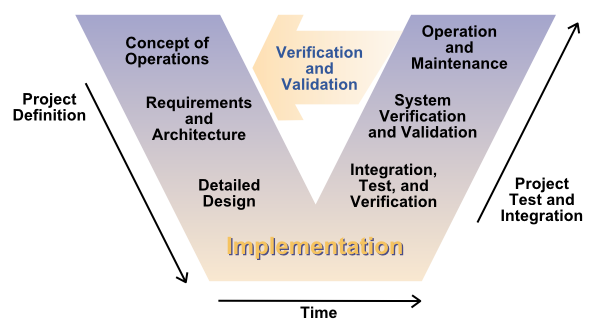 Concept of
Operations
Verification
and
Validation
Operation
and
Maintenance
Project
Definition
Requirements
and
Architecture
System
Verification
and Validation
Detailed
Design
Integration,
Test, and
Verification
Project
Test and
Integration
Implementation
Time